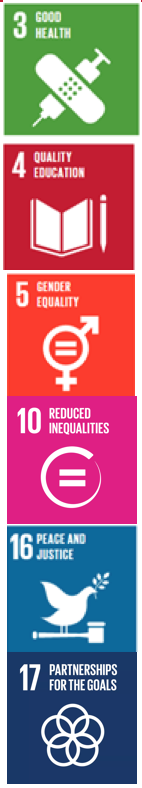 3 GOOD
HEALTH
4 QUALITY
EDUCATION
5 GENDER
EQUALITY
10 REDUCED
INEQUALITIES
16 PEACE AND
JUSTICE
17 PARTNERSHIPS
FOR THE GOALS